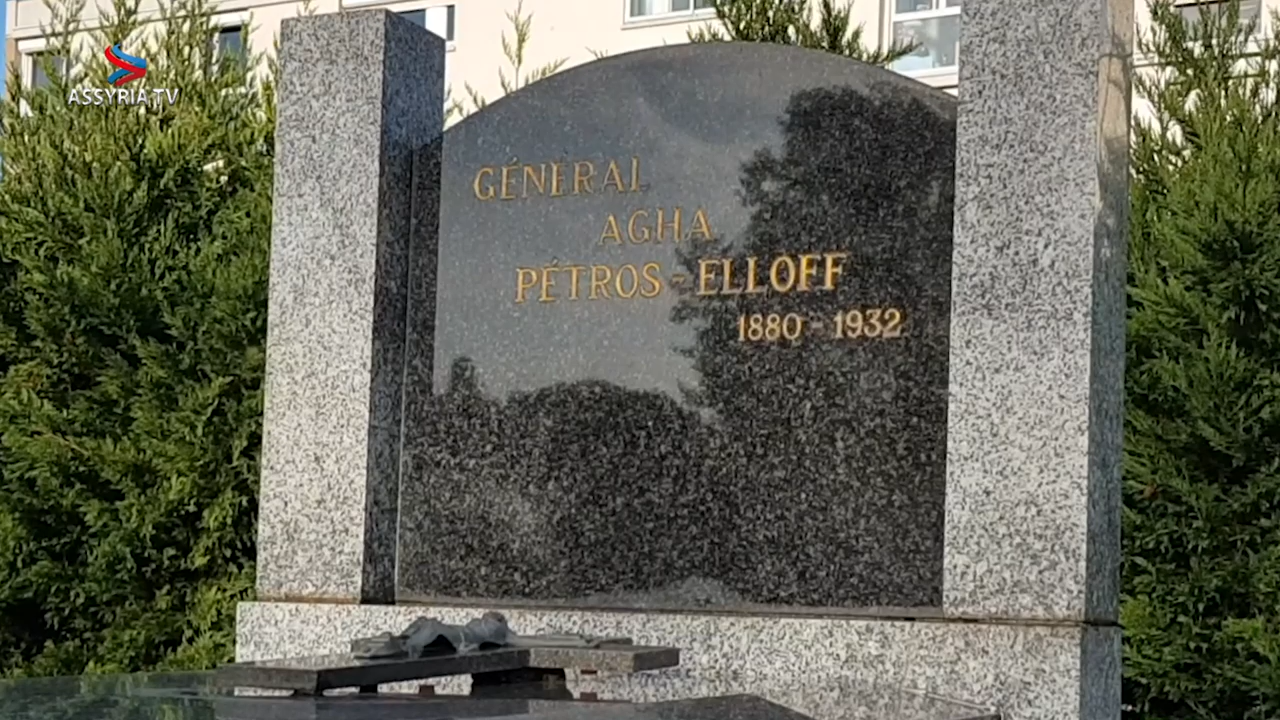 ASSYRIA TV
GÉNÉRAL
AGHA
PÉTROS - ELLOFF
1880 - 1932